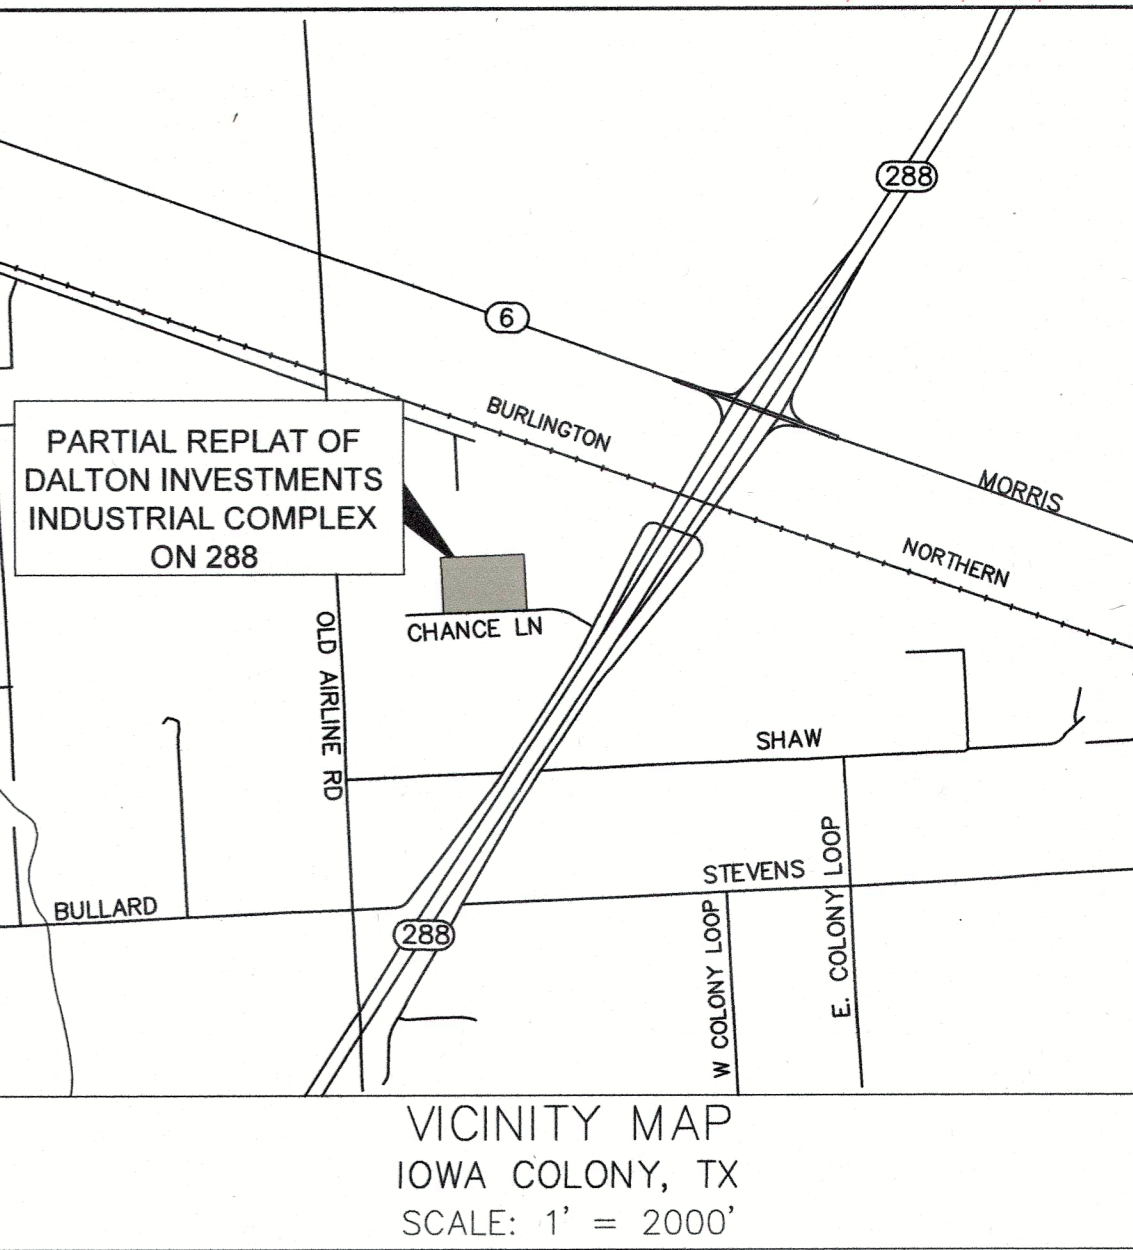 288
6
BURLINGTON
MORRIS
NORTHERN
PARTIAL REPLAT OF
DALTON INVESTMENTS
INDUSTRIAL COMPLEX
ON 288
CHANCE LN
OLD AIRLINE RD
SHAW
STEVENS
E. COLONY LOOP
W COLONY LOOP
BULLARD
288
VICINITY MAP
IOWA COLONY, TX
SCALE: 1' = 2000'